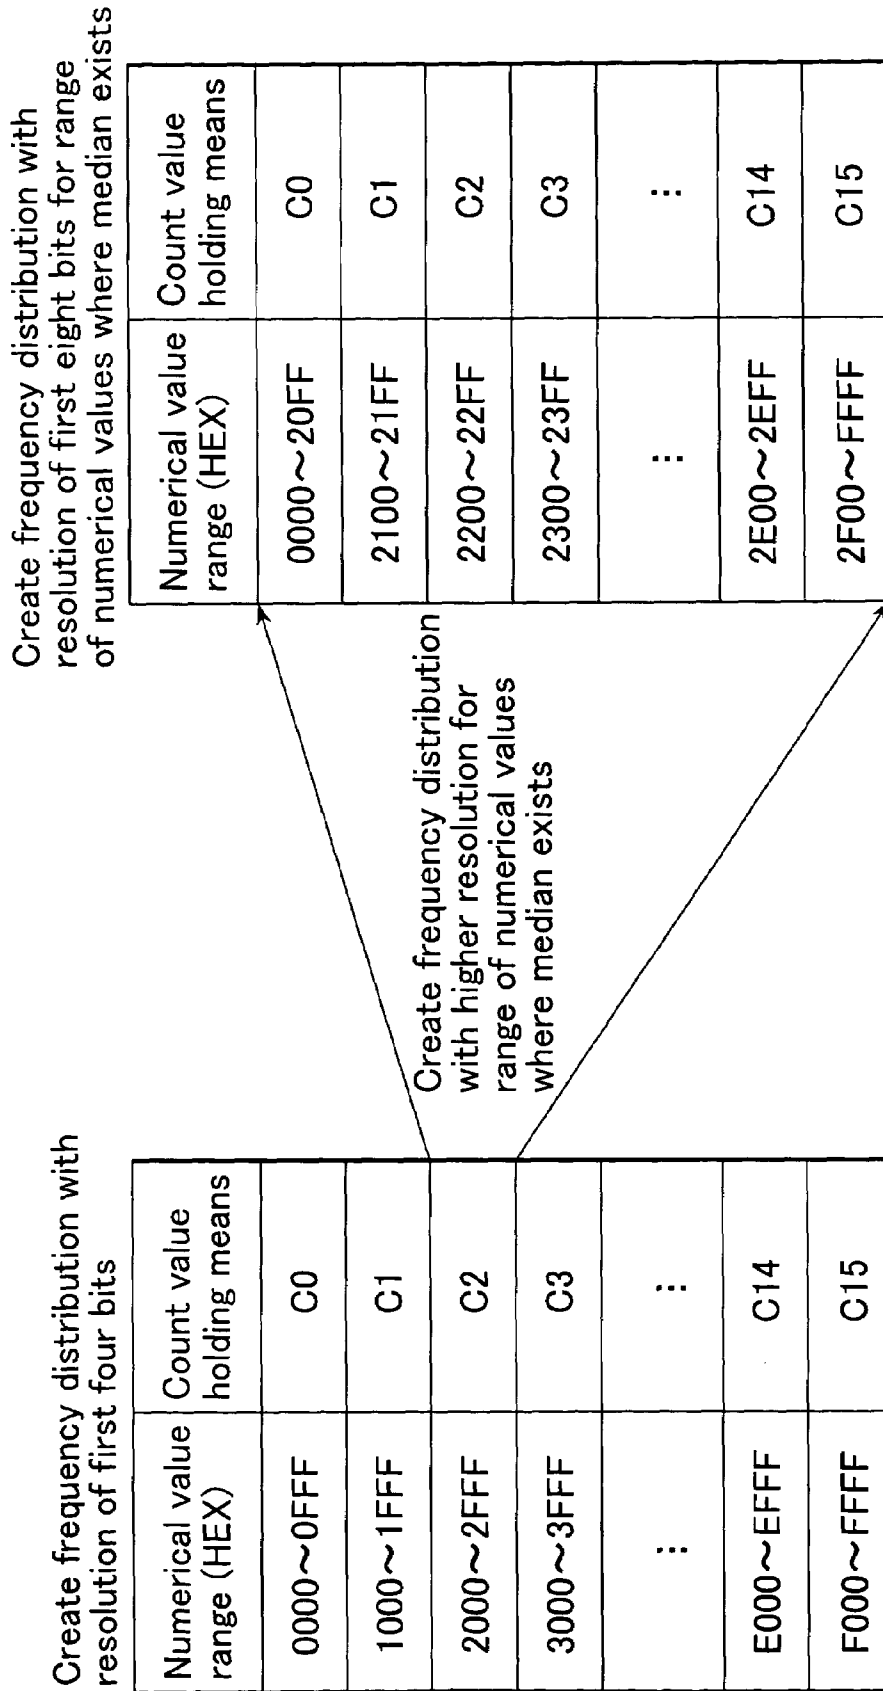 Create frequency distribution with
resolution of first four bits
Numerical value range (HEX) Count value holding means
0000~0FFF C0
1000~1FFF C1
2000~2FFF C2
3000~3FFF C3
⋮ ⋮
E000~EFFF C14
F000~FFFF C15
Create frequency distribution
with higher resolution for
range of numerical values
where median exists
Create frequency distribution with
resolution of first eight bits for range
of numerical values where median exists
Numerical value range (HEX) Count value holding means
0000~20FF C0
2100~21FF C1
2200~22FF C2
2300~23FF C3
⋮ ⋮
2E00~2EFF C14
2F00~FFFF C15